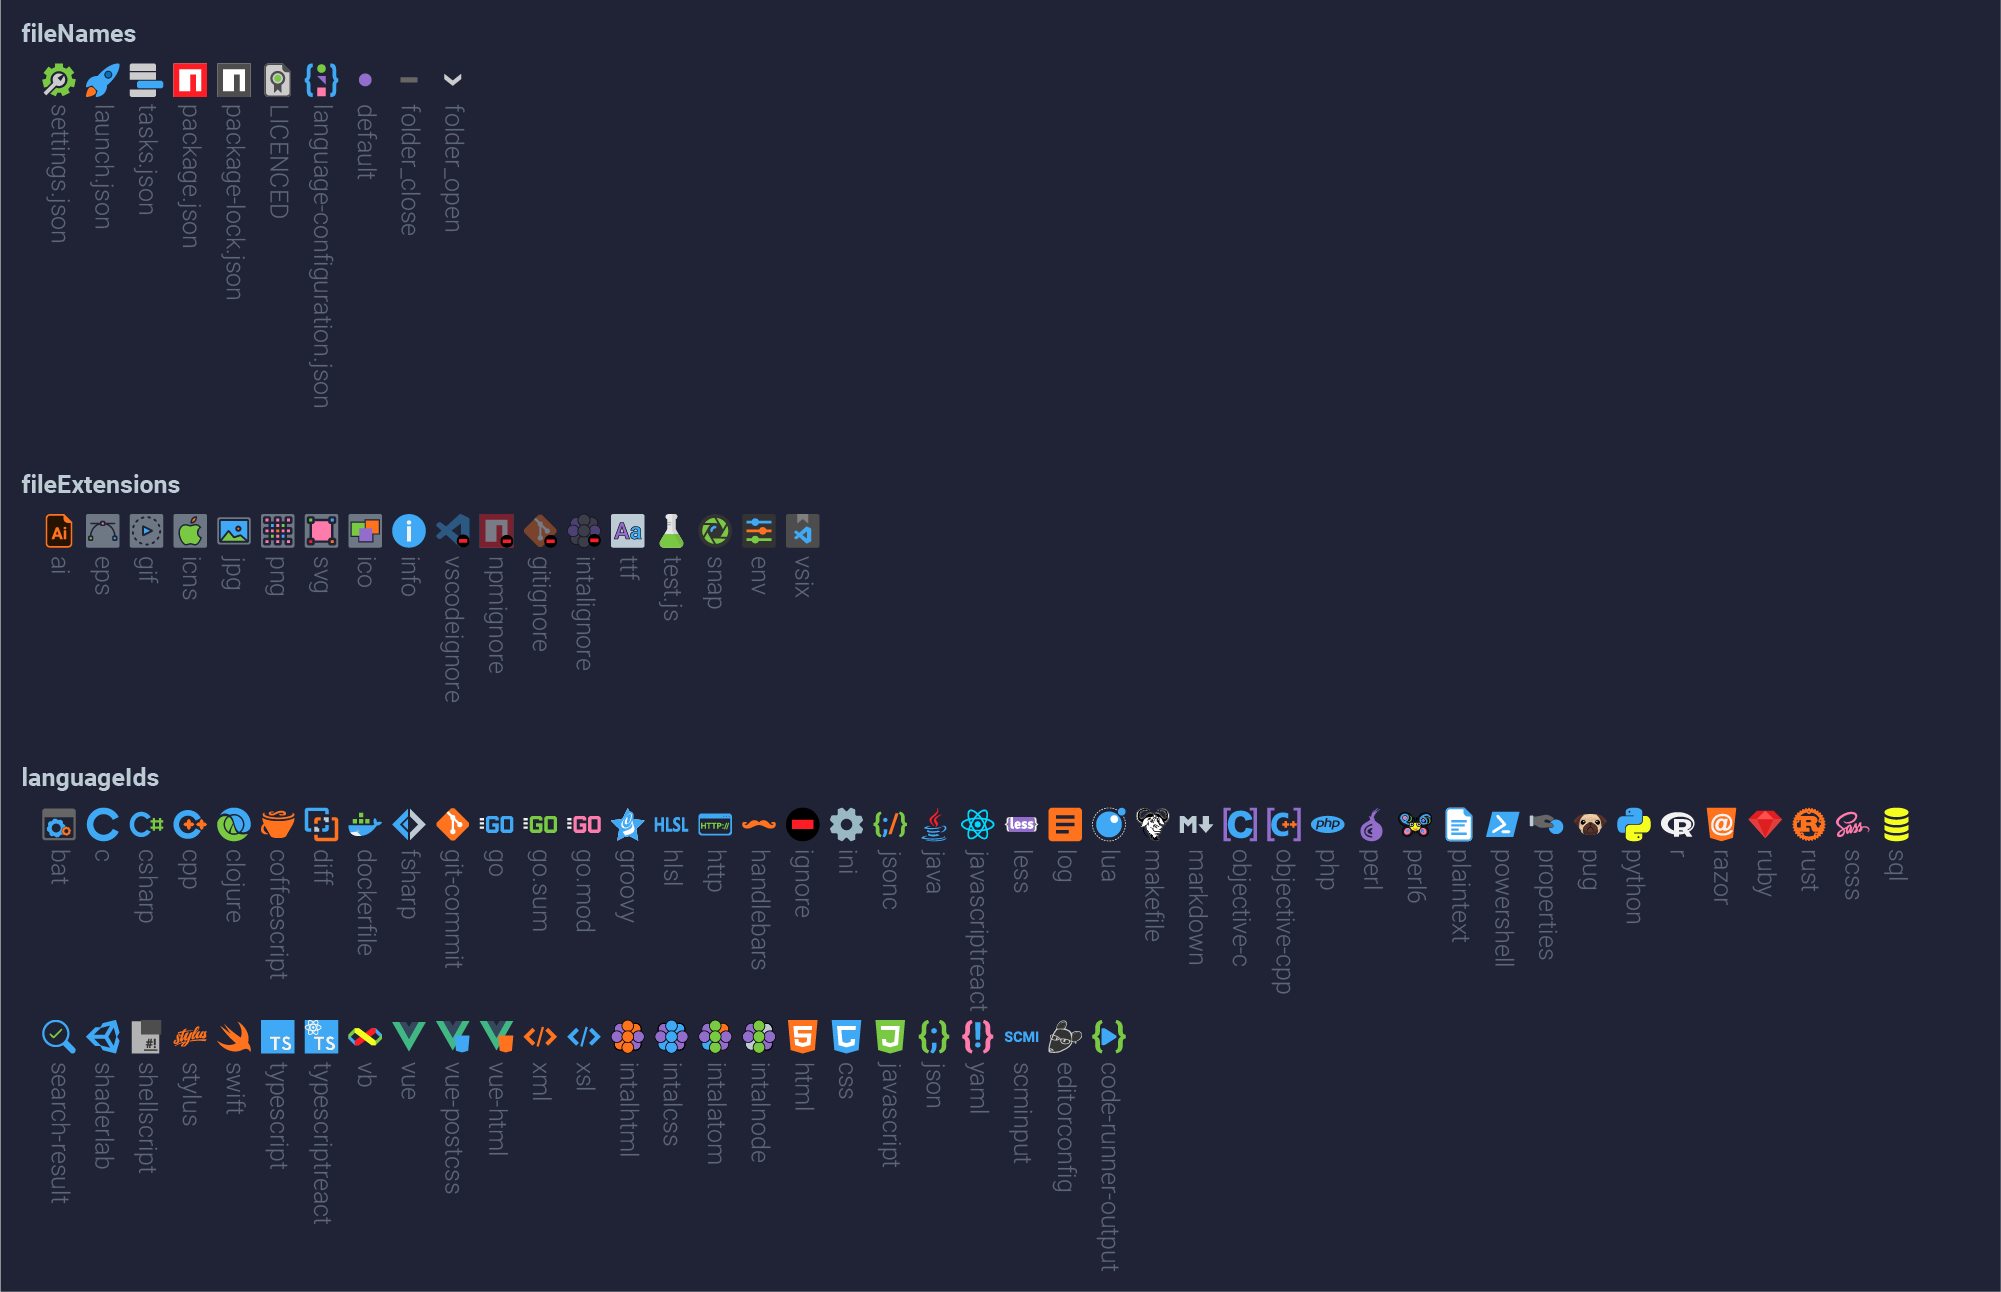 fileNames
settings.json
launch.json
tasks.json
package.json
package-lock.json
LICENCED
language-configuration.json
default
folder_close
folder_open
fileExtensions
Ai
Aa
ai
eps
gif
icns
jpg
png
svg
ico
info
vscodeignore
npmignore
gitignore
intalignore
ttf
test.js
snap
env
vsix
languageIds
C
C#
C++
GO
GO
GO
HLSL
HTTP://
{;/}
{less}
M
[C]
[C++]
php
R
@
R
Sass
bat
c
csharp
cpp
clojure
coffeescript
diff
dockerfile
fsharp
git-commit
go
go.sum
go.mod
groovy
hlsl
http
handlebars
ignore
ini
jsonc
java
javascriptreact
less
log
lua
makefile
markdown
objective-c
objective-cpp
php
perl
perl6
plaintext
powershell
properties
pug
python
r
razor
ruby
rust
scss
sql
#!
stylus
TS
TS
</>
</>
5
{;}
{!}
SCMI
search-result
shaderlab
shellscript
stylus
swift
typescript
typescriptreact
vb
vue
vue-postcss
vue-html
xml
xsl
intalhtml
intalcss
intalatom
intalnode
html
css
javascript
json
yaml
scminput
editorconfig
code-runner-output